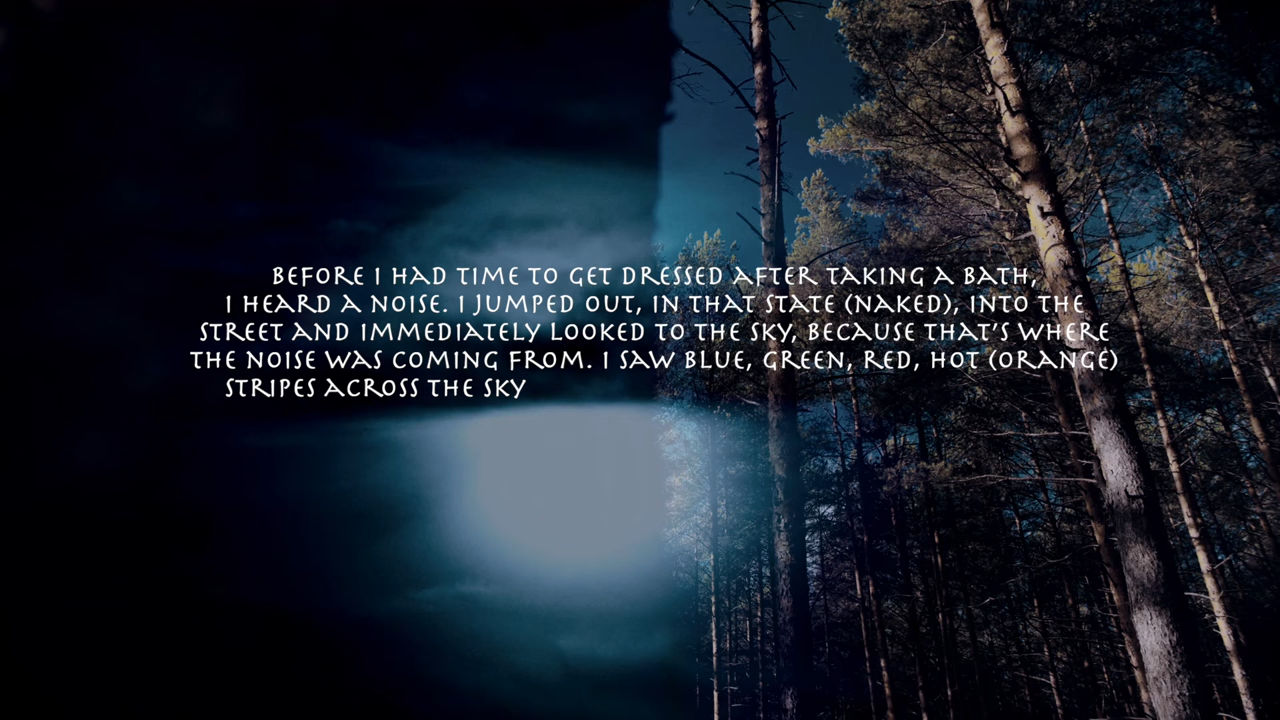 BEFORE I HAD TIME TO GET DRESSED AFTER TAKING A BATH,
I HEARD A NOISE. I JUMPED OUT, IN THAT STATE (NAKED), INTO THE
STREET AND IMMEDIATELY LOOKED TO THE SKY, BECAUSE THAT'S WHERE
THE NOISE WAS COMING FROM. I SAW BLUE, GREEN, RED, HOT (ORANGE)
STRIPES ACROSS THE SKY